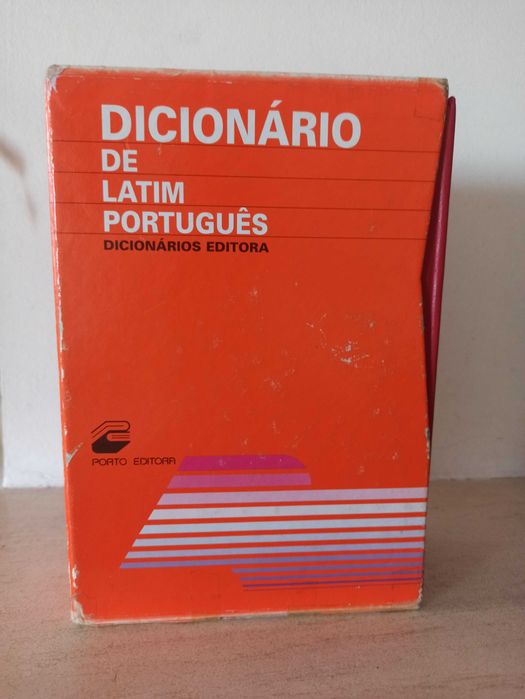 DICIONÁRIO
DE
LATIM
PORTUGUÊS
DICIONÁRIOS EDITORA
PORTO EDITORA